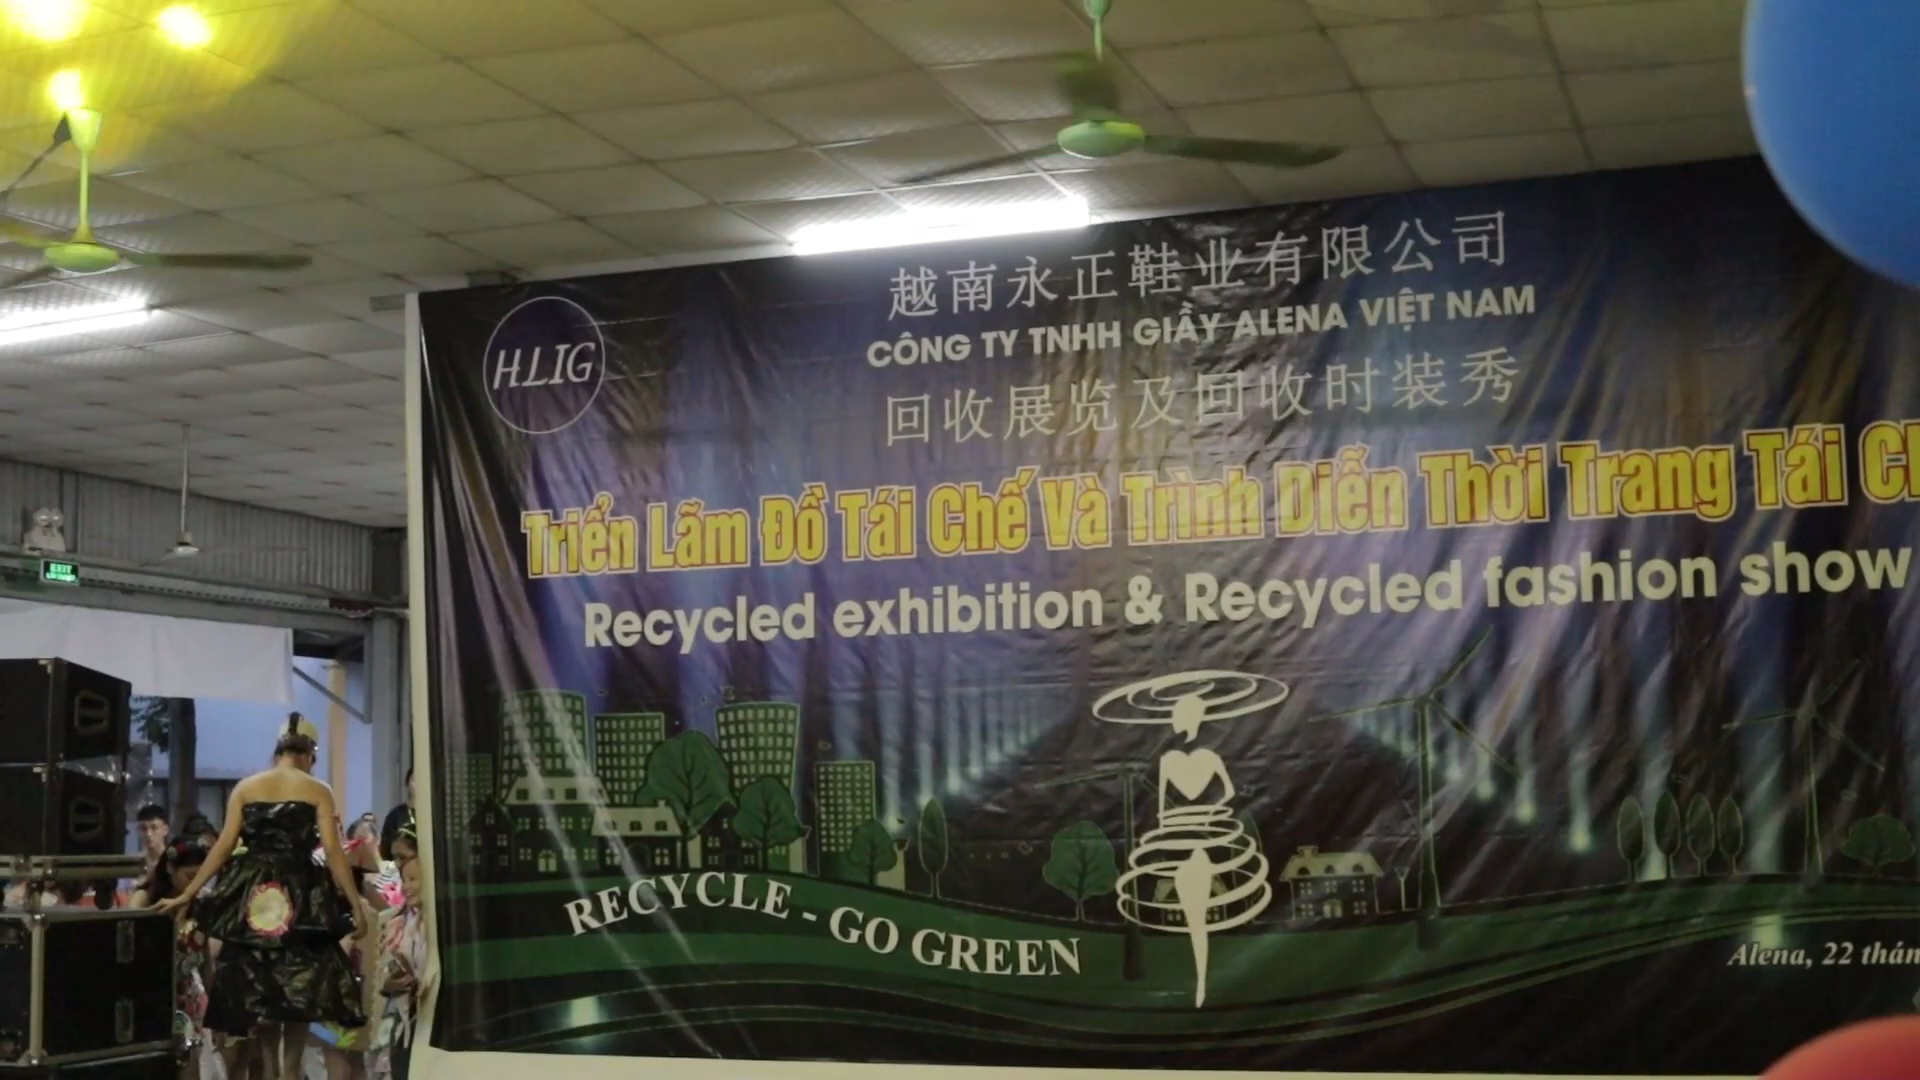 HLIG
越南永正鞋业有限公司
CÔNG TY TNHH GIẦY ALENA VIỆT NAM
回收展览及回收时装秀
Triển Lãm Đồ Tái Chế Và Trình Diễn Thời Trang Tái Ch
Recycled exhibition & Recycled fashion show
RECYCLE - GO GREEN
Alena, 22 thán
EXIT